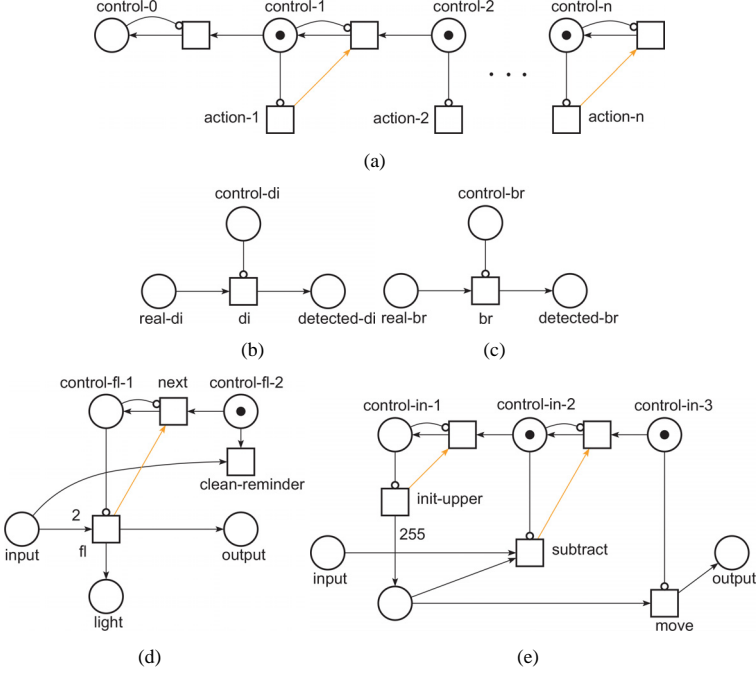 control-0 control-1 control-2 control-n
. . .
action-1 action-2 action-n
(a)
control-di control-br
real-di di detected-di real-br br detected-br
(b) (c)
control-fl-1 next control-fl-2
clean-reminder
2
input fl output
light
(d)
control-in-1 control-in-2 control-in-3
init-upper
255
subtract
input output
move
(e)